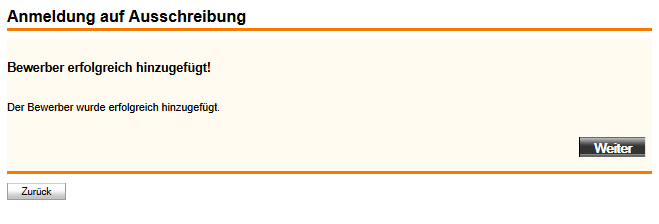 Anmeldung auf Ausschreibung
Bewerber erfolgreich hinzugefügt!
Der Bewerber wurde erfolgreich hinzugefügt.
Weiter
Zurück